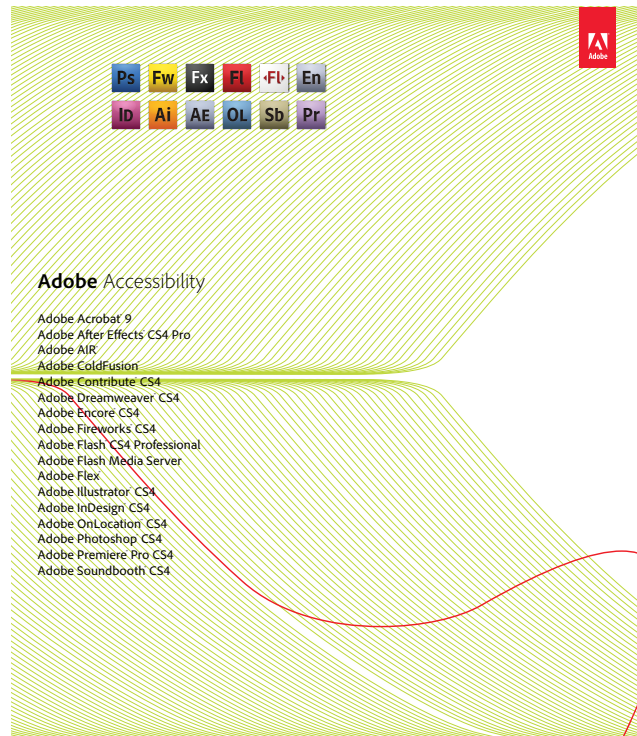 Adobe
Ps Fw Fx Fl Fl En
ID Ai AE OL Sb Pr
Adobe Accessibility
Adobe Acrobat® 9
Adobe After Effects® CS4 Pro
Adobe AIR™
Adobe ColdFusion®
Adobe Contribute® CS4
Adobe Dreamweaver® CS4
Adobe Encore® CS4
Adobe Fireworks® CS4
Adobe Flash® CS4 Professional
Adobe Flash Media Server
Adobe Flex®
Adobe Illustrator® CS4
Adobe InDesign® CS4
Adobe OnLocation™ CS4
Adobe Photoshop® CS4
Adobe Premiere® Pro CS4
Adobe Soundbooth® CS4